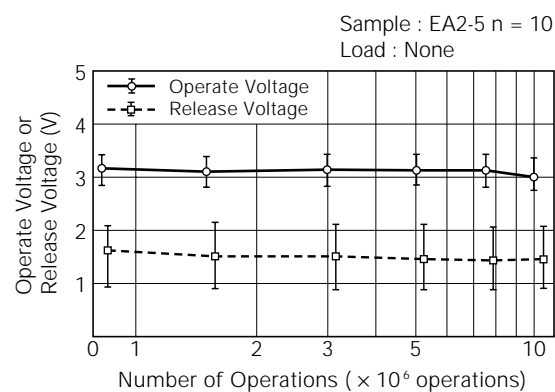 Sample : EA2-5 n = 10
Load : None
Operate Voltage
Release Voltage
Operate Voltage or
Release Voltage (V)
5
4
3
2
1
0 1 2 3 5 10
Number of Operations ( × 10⁶ operations)